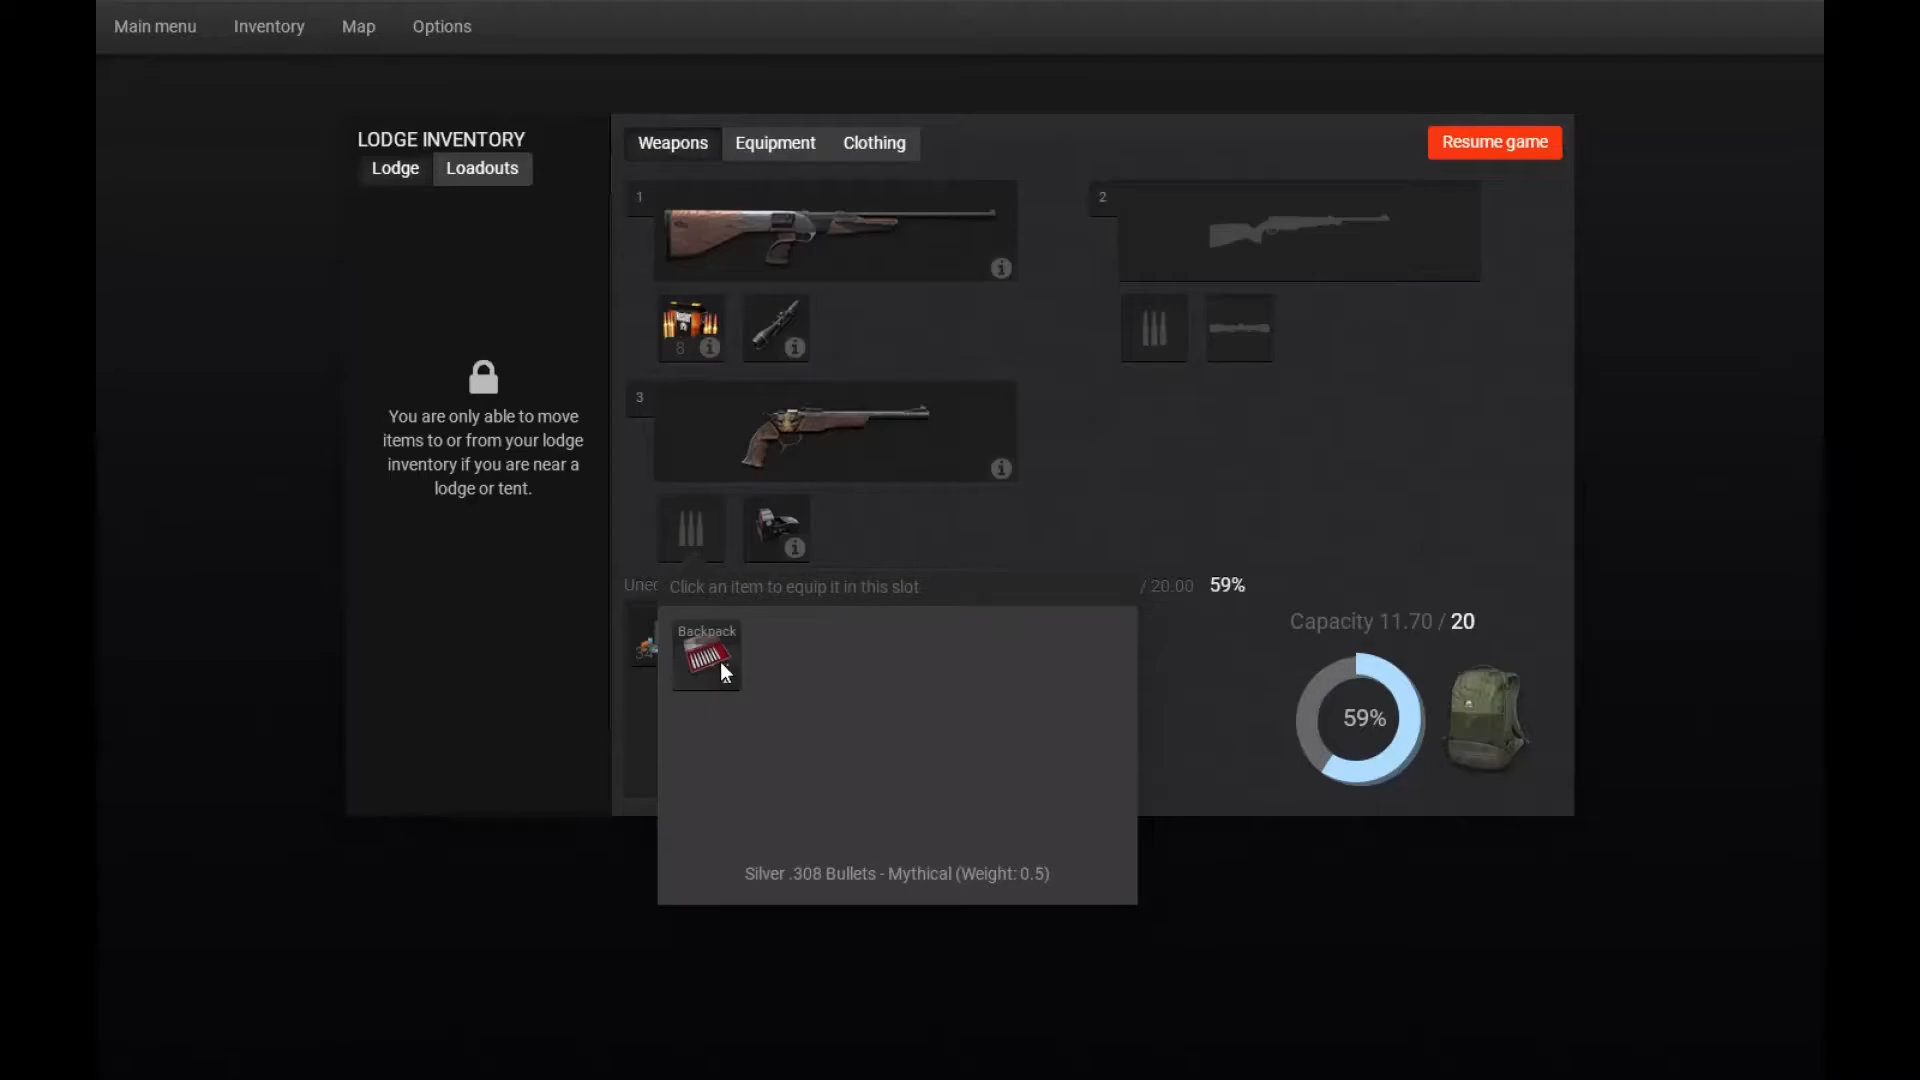 Main menu Inventory Map Options
LODGE INVENTORY
Lodge Loadouts
Weapons Equipment Clothing
Resume game
1
2
8
3
You are only able to move
items to or from your lodge
inventory if you are near a
lodge or tent.
Click an item to equip it in this slot
/ 20.00 59%
Capacity 11.70 / 20
Backpack
34
59%
Silver .308 Bullets - Mythical (Weight: 0.5)